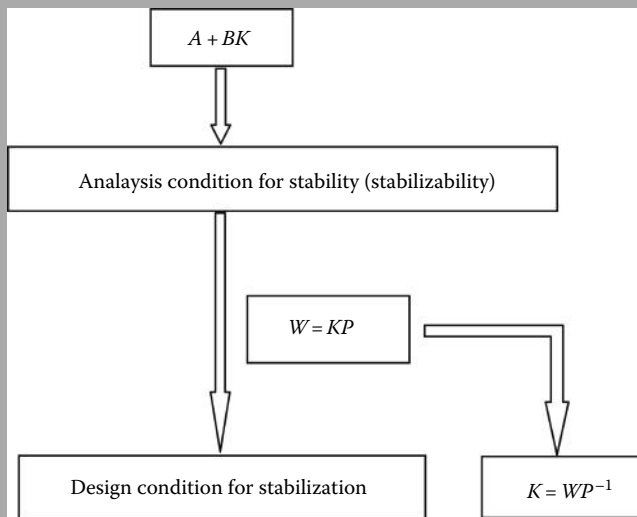 A + BK
Analaysis condition for stability (stabilizability)
W = KP
Design condition for stabilization
K = WP⁻¹